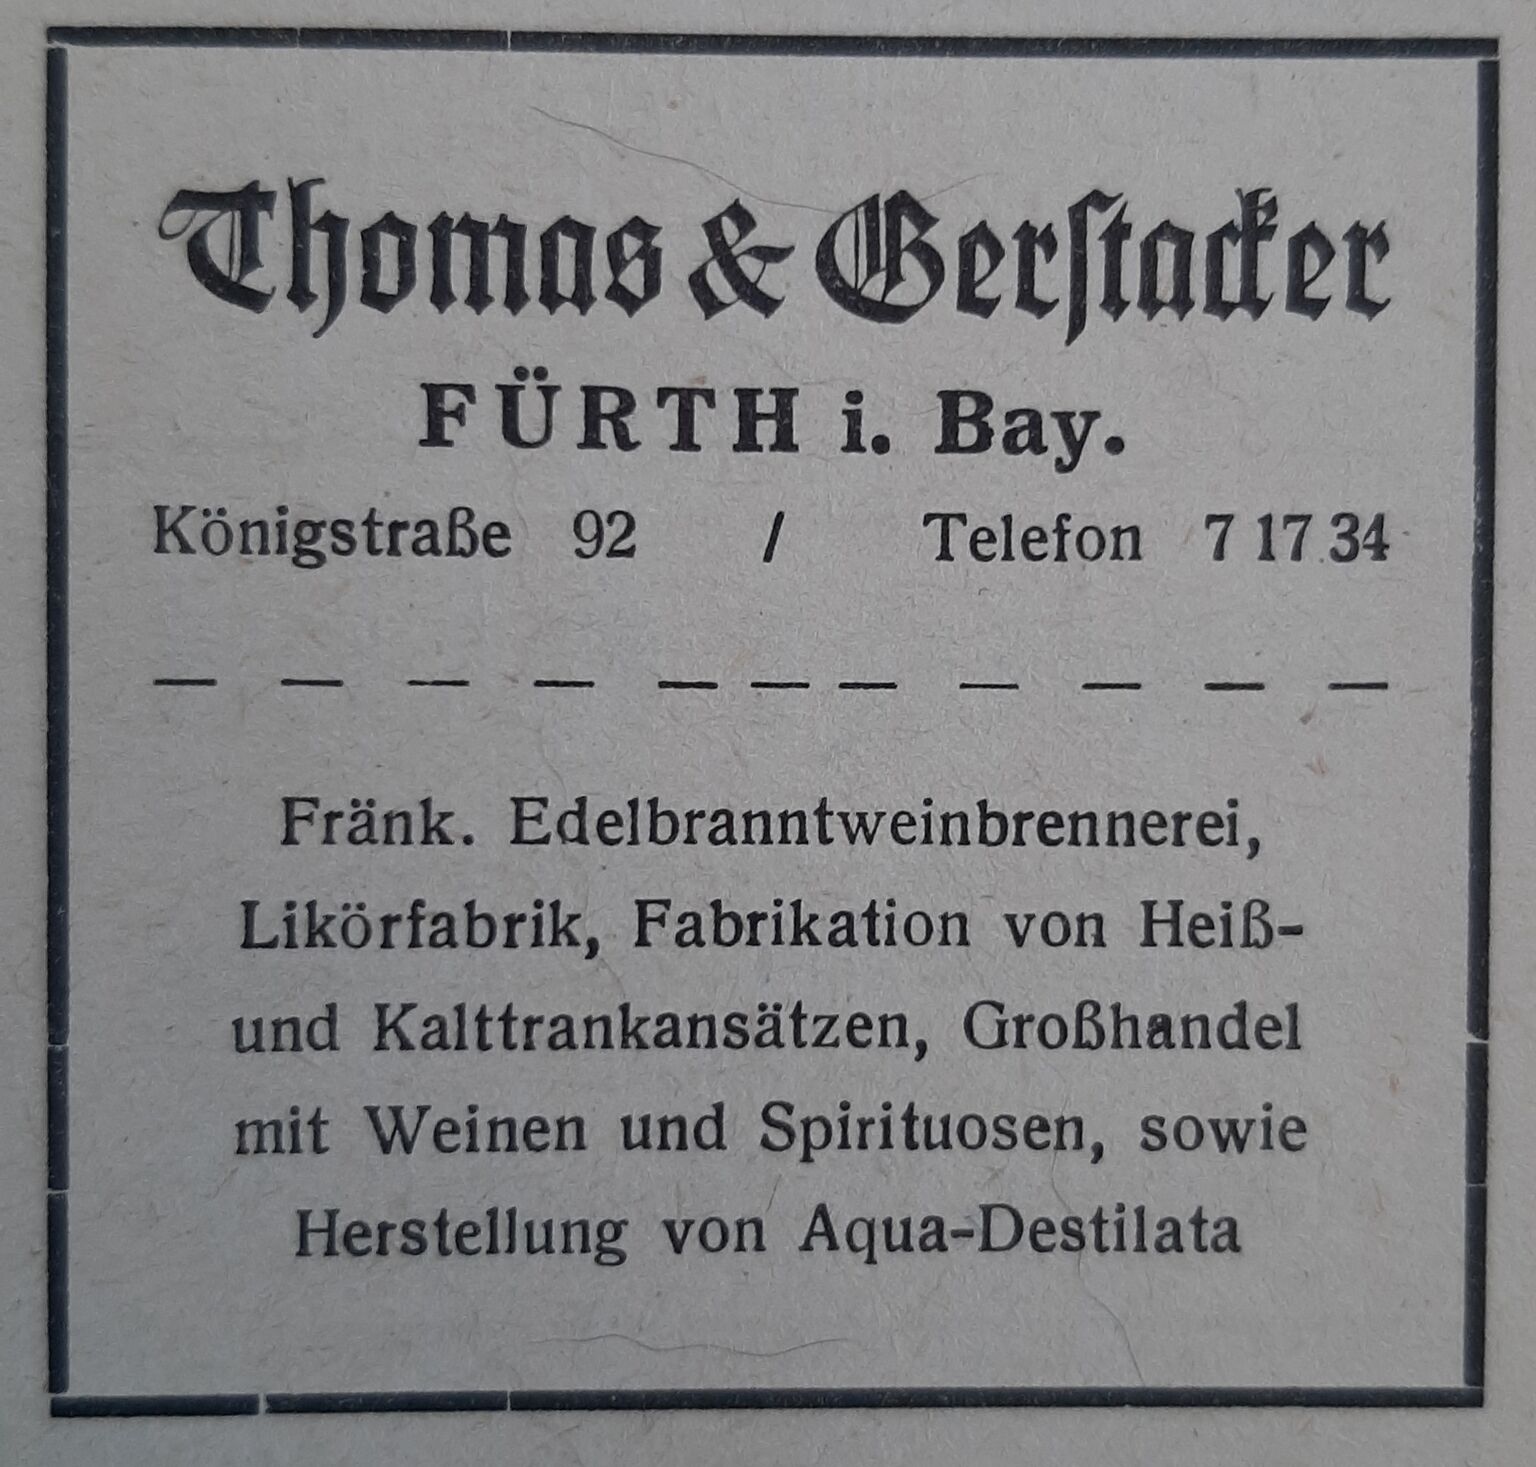 Thomas & Gerstacker
FÜRTH i. Bay.
Königstraße 92 / Telefon 7 17 34
Fränk. Edelbranntweinbrennerei,
Likörfabrik, Fabrikation von Heiß-
und Kalttrankansätzen, Großhandel
mit Weinen und Spirituosen, sowie
Herstellung von Aqua-Destilata